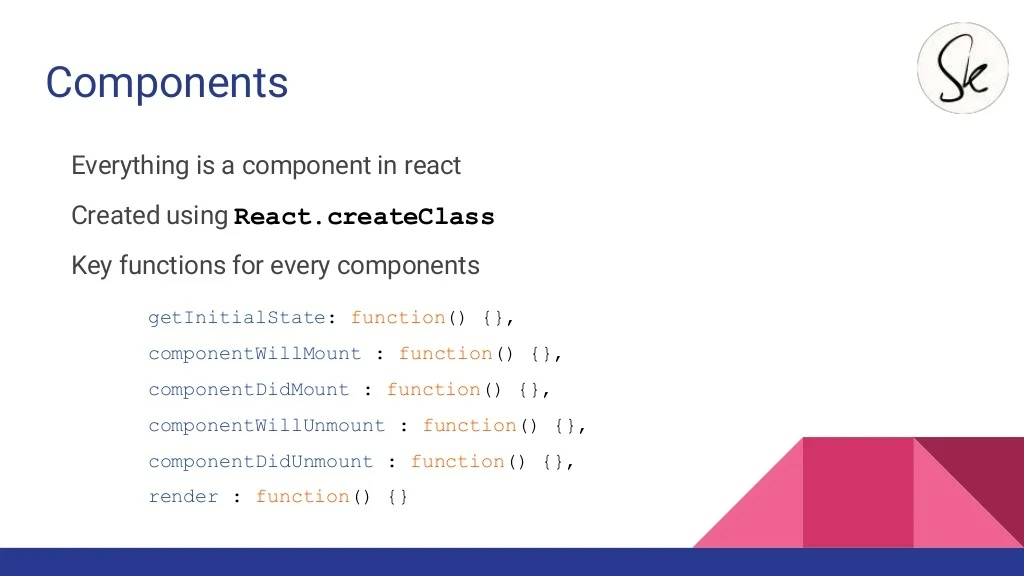 Components
Sk
Everything is a component in react
Created using React.createClass
Key functions for every components
getInitialState: function() {},
componentWillMount : function() {},
componentDidMount : function() {},
componentWillUnmount : function() {},
componentDidUnmount : function() {},
render : function() {}